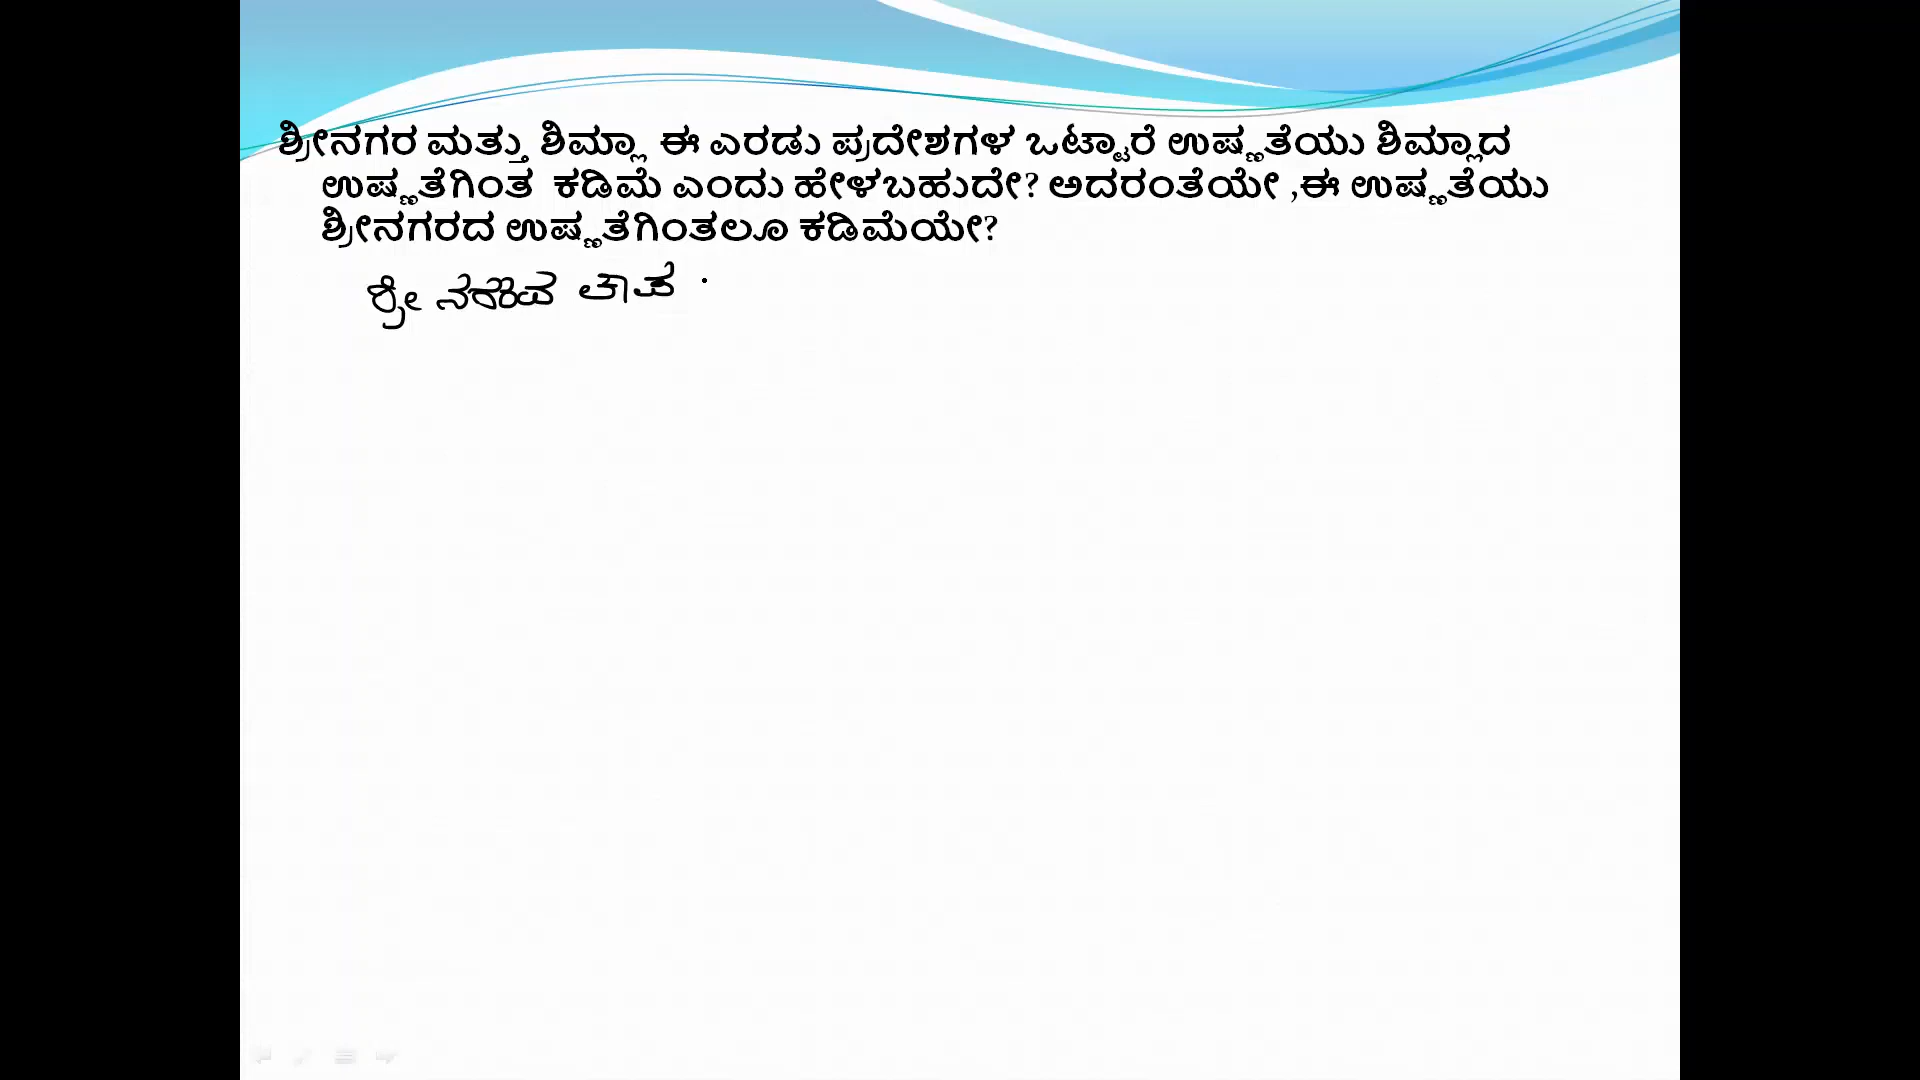 ಶ್ರೀನಗರ ಮತ್ತು ಶಿಮ್ಲಾ ಈ ಎರಡು ಪ್ರದೇಶಗಳ ಒಟ್ಟಾರೆ ಉಷ್ಣತೆಯು ಶಿಮ್ಲಾದ
ಉಷ್ಣತೆಗಿಂತ ಕಡಿಮೆ ಎಂದು ಹೇಳಬಹುದೇ? ಅದರಂತೆಯೇ ,ಈ ಉಷ್ಣತೆಯು
ಶ್ರೀನಗರದ ಉಷ್ಣತೆಗಿಂತಲೂ ಕಡಿಮೆಯೇ?
ಶ್ರೀ ತಾಪ